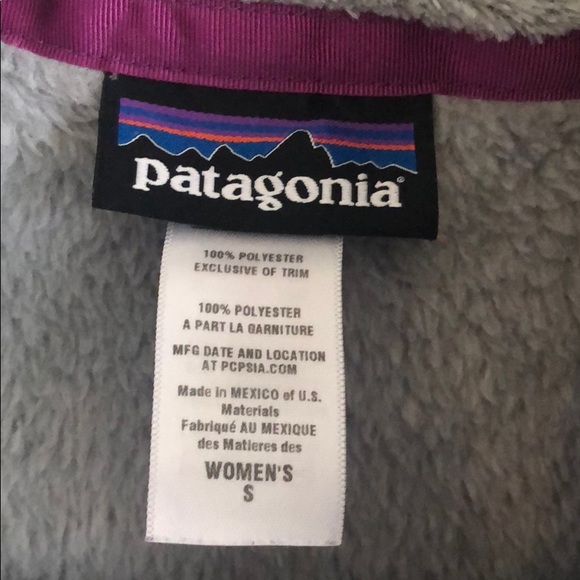 patagonia®
100% POLYESTER
EXCLUSIVE OF TRIM
100% POLYESTER
A PART LA GARNITURE
MFG DATE AND LOCATION
AT PCPSIA.COM
Made in MEXICO of U.S.
Materials
Fabriqué AU MEXIQUE
des Matieres des
WOMEN'S
S